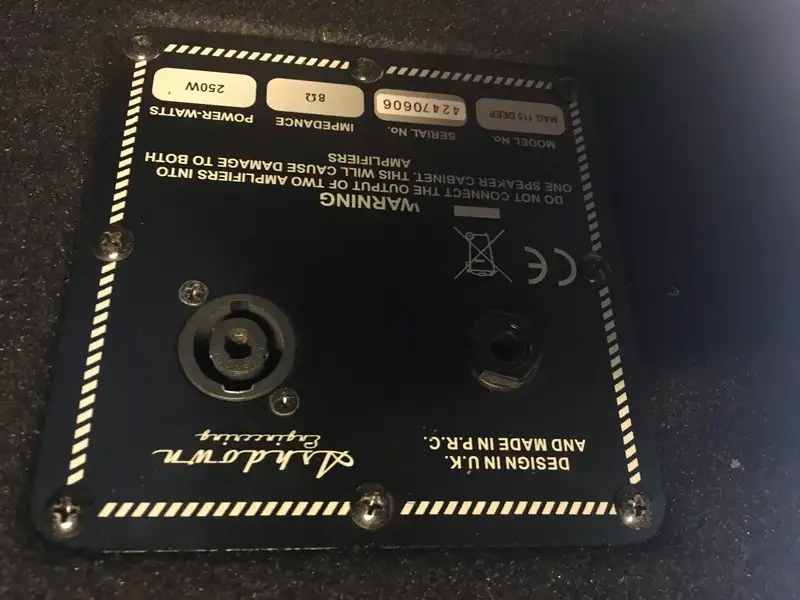 DESIGN IN U.K.
AND MADE IN P.R.C.
Ashdown
Engineering
CE
WARNING
DO NOT CONNECT THE OUTPUT OF TWO AMPLIFIERS INTO
ONE SPEAKER CABINET. THIS WILL CAUSE DAMAGE TO BOTH
AMPLIFIERS
MODEL No. SERIAL No. IMPEDANCE POWER-WATTS
MAG 115 DEEP 42470606 8Ω 250W